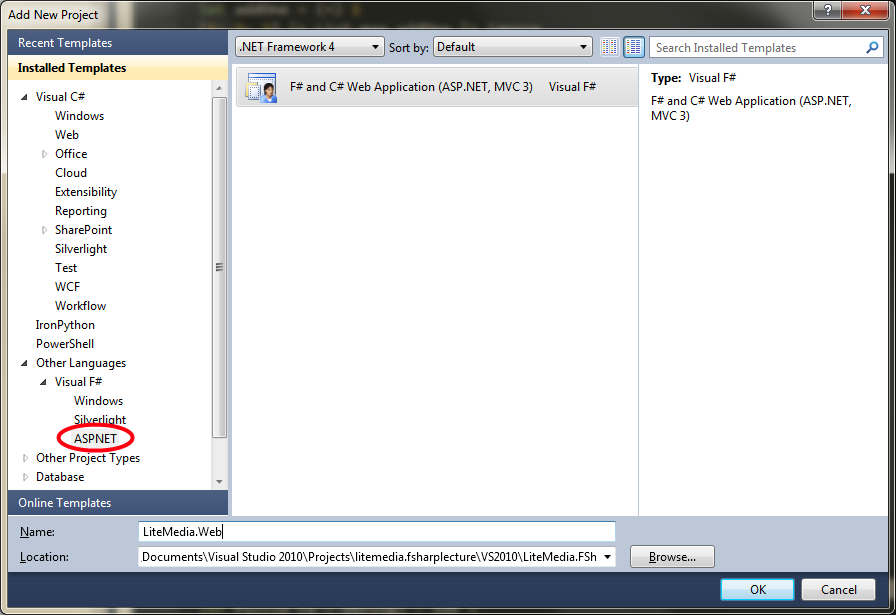 Add New Project
Recent Templates
Installed Templates
.NET Framework 4 Sort by: Default Search Installed Templates
Visual C#
Windows
Web
Office
Cloud
Extensibility
Reporting
SharePoint
Silverlight
Test
WCF
Workflow
IronPython
PowerShell
Other Languages
Visual F#
Windows
Silverlight
ASPNET
Other Project Types
Database
Online Templates
F# and C# Web Application (ASP.NET, MVC 3) Visual F#
Type: Visual F#
F# and C# Web Application (ASP.NET,
MVC 3)
Name: LiteMedia.Web
Location: Documents\Visual Studio 2010\Projects\litemedia.fsharplecture\VS2010\LiteMedia.FSh Browse...
OK Cancel